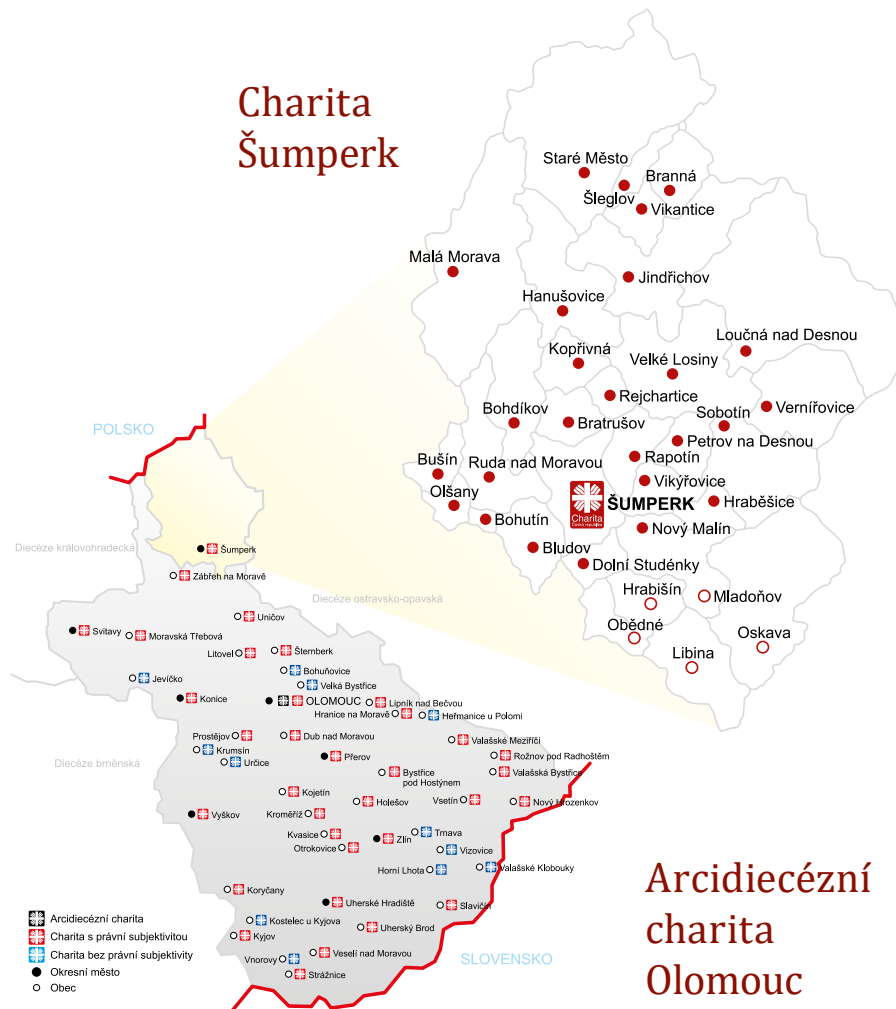 Charita
Šumperk
Staré Město
Branná
Šleglov
Vikantice
Malá Morava
Jindřichov
Hanušovice
Loučná nad Desnou
Kopřivná
Velké Losiny
Rejchartice
Bohdíkov
Vernířovice
Sobotín
Bratrušov
Petrov na Desnou
Bušín
Ruda nad Moravou
Rapotín
Olšany
Vikýřovice
Charita
Česká republika
ŠUMPERK
Hraběšice
Bohutín
Nový Malín
Bludov
Dolní Studénky
Hrabišín
Mladoňov
Obědné
Oskava
Libina
POLSKO
Diecéze královohradecká
Šumperk
Zábřeh na Moravě
Diecéze ostravsko-opavská
Uničov
Svitavy
Moravská Třebová
Litovel
Šternberk
Bohuňovice
Jevíčko
Velká Bystřice
Konice
OLOMOUC
Lipník nad Bečvou
Hranice na Moravě
Heřmanice u Polomi
Prostějov
Dub nad Moravou
Valašské Meziříčí
Krumsín
Diecéze brněnská
Určice
Přerov
Rožnov pod Radhoštěm
Bystřice
pod Hostýnem
Valašská Bystřice
Kojetín
Holešov
Vsetín
Nový Hrozenkov
Vyškov
Kroměříž
Kvasice
Zlín
Trnava
Otrokovice
Vizovice
Horní Lhota
Valašské Klobouky
Koryčany
Uherské Hradiště
Slavičín
Kostelec u Kyjova
Uherský Brod
Kyjov
Veselí nad Moravou
Vnorovy
Strážnice
SLOVENSKO
Arcidiecézní charita
Charita s právní subjektivitou
Charita bez právní subjektivity
Okresní město
Obec
Arcidiecézní
charita
Olomouc